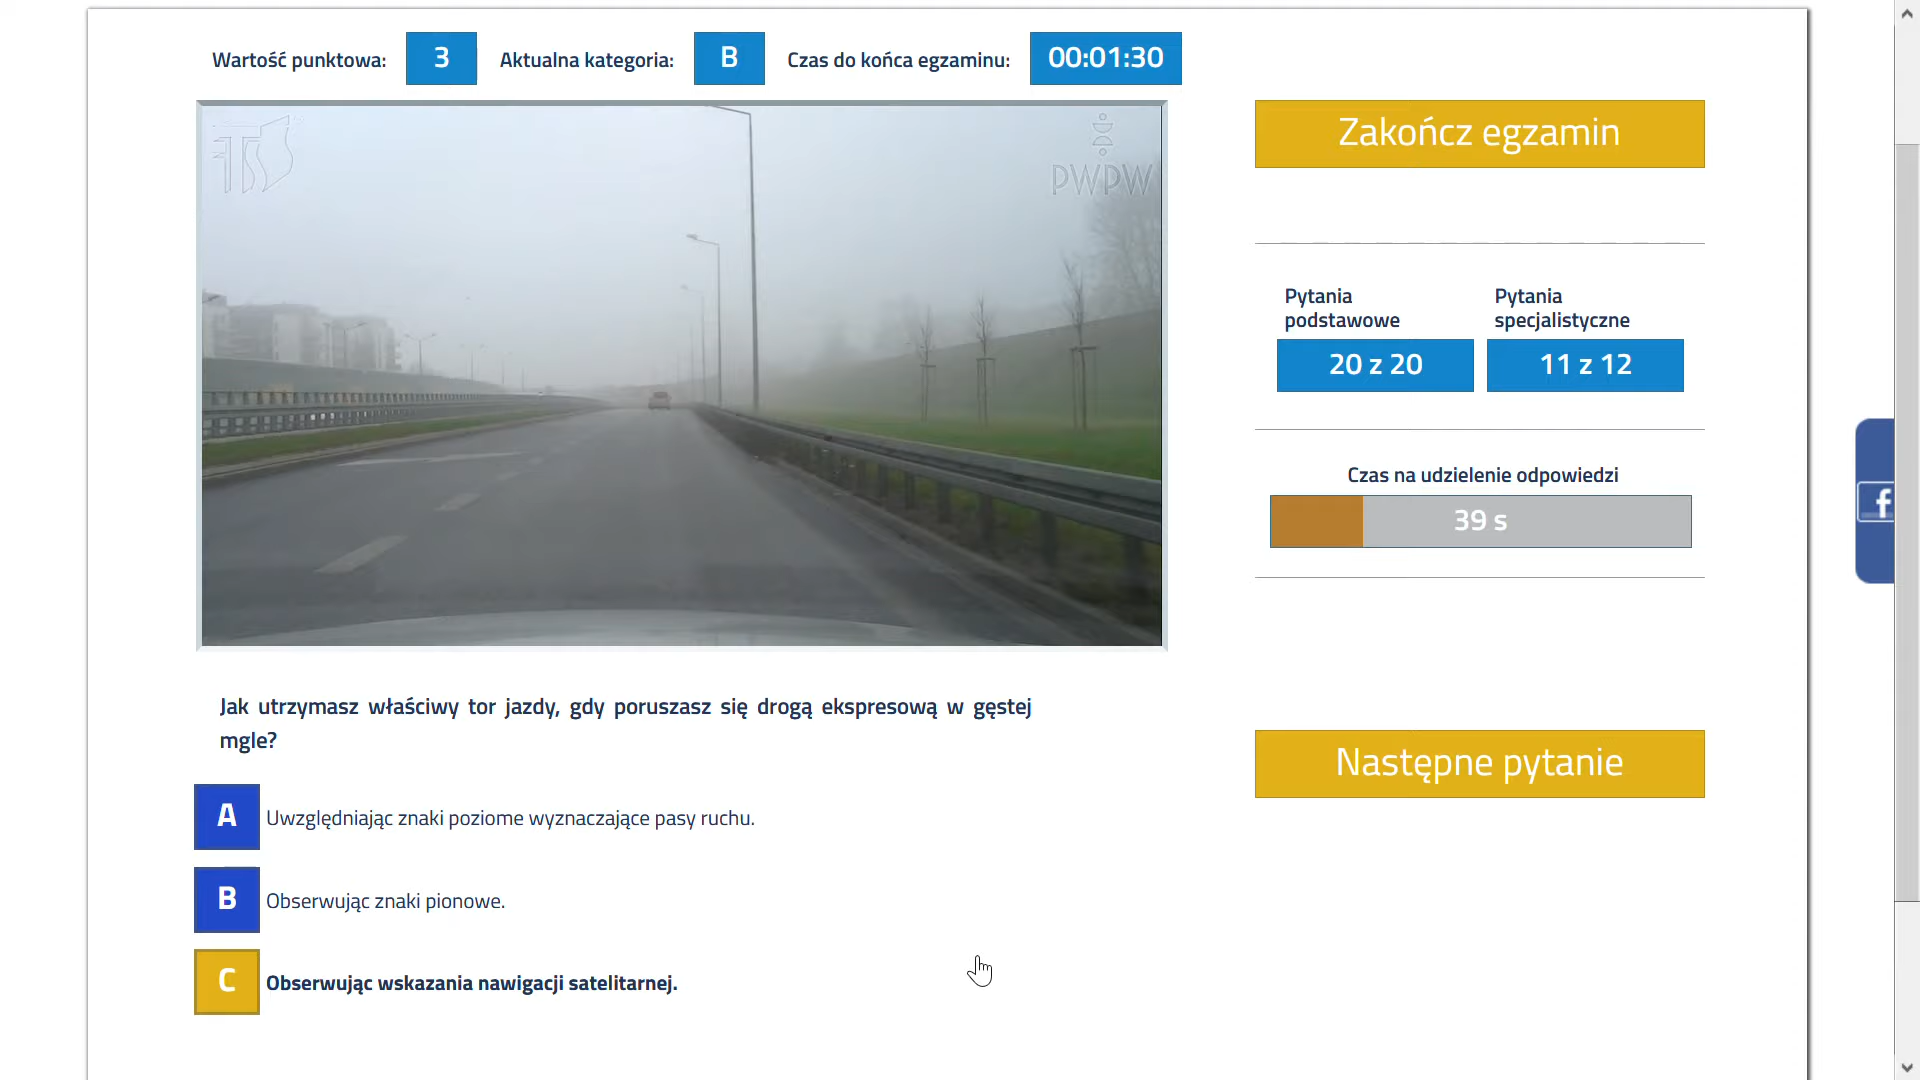 Wartość punktowa: 3 Aktualna kategoria: B Czas do końca egzaminu: 00:01:30
PWPW
Zakończ egzamin
Pytania podstawowe
20 z 20
Pytania specjalistyczne
11 z 12
Czas na udzielenie odpowiedzi
39 s
Jak utrzymasz właściwy tor jazdy, gdy poruszasz się drogą ekspresową w gęstej
mgle?
A Uwzględniając znaki poziome wyznaczające pasy ruchu.
B Obserwując znaki pionowe.
C Obserwując wskazania nawigacji satelitarnej.
Następne pytanie
f